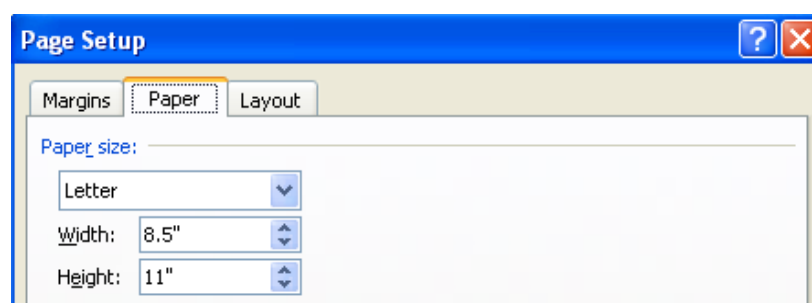 Page Setup
Margins Paper Layout
Paper size:
Letter
Width: 8.5"
Height: 11"